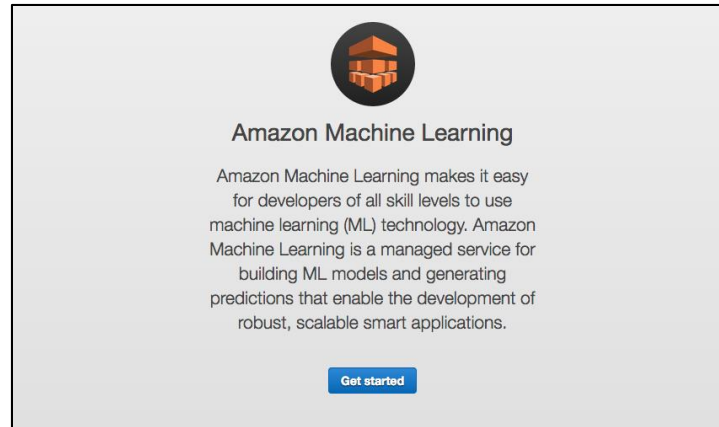 Amazon Machine Learning
Amazon Machine Learning makes it easy
for developers of all skill levels to use
machine learning (ML) technology. Amazon
Machine Learning is a managed service for
building ML models and generating
predictions that enable the development of
robust, scalable smart applications.
Get started